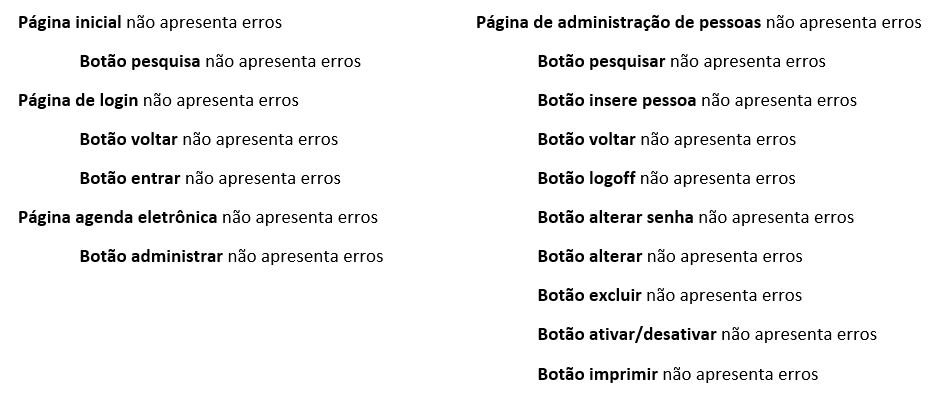 Página inicial não apresenta erros
Botão pesquisa não apresenta erros
Página de login não apresenta erros
Botão voltar não apresenta erros
Botão entrar não apresenta erros
Página agenda eletrônica não apresenta erros
Botão administrar não apresenta erros
Página de administração de pessoas não apresenta erros
Botão pesquisar não apresenta erros
Botão insere pessoa não apresenta erros
Botão voltar não apresenta erros
Botão logoff não apresenta erros
Botão alterar senha não apresenta erros
Botão alterar não apresenta erros
Botão excluir não apresenta erros
Botão ativar/desativar não apresenta erros
Botão imprimir não apresenta erros